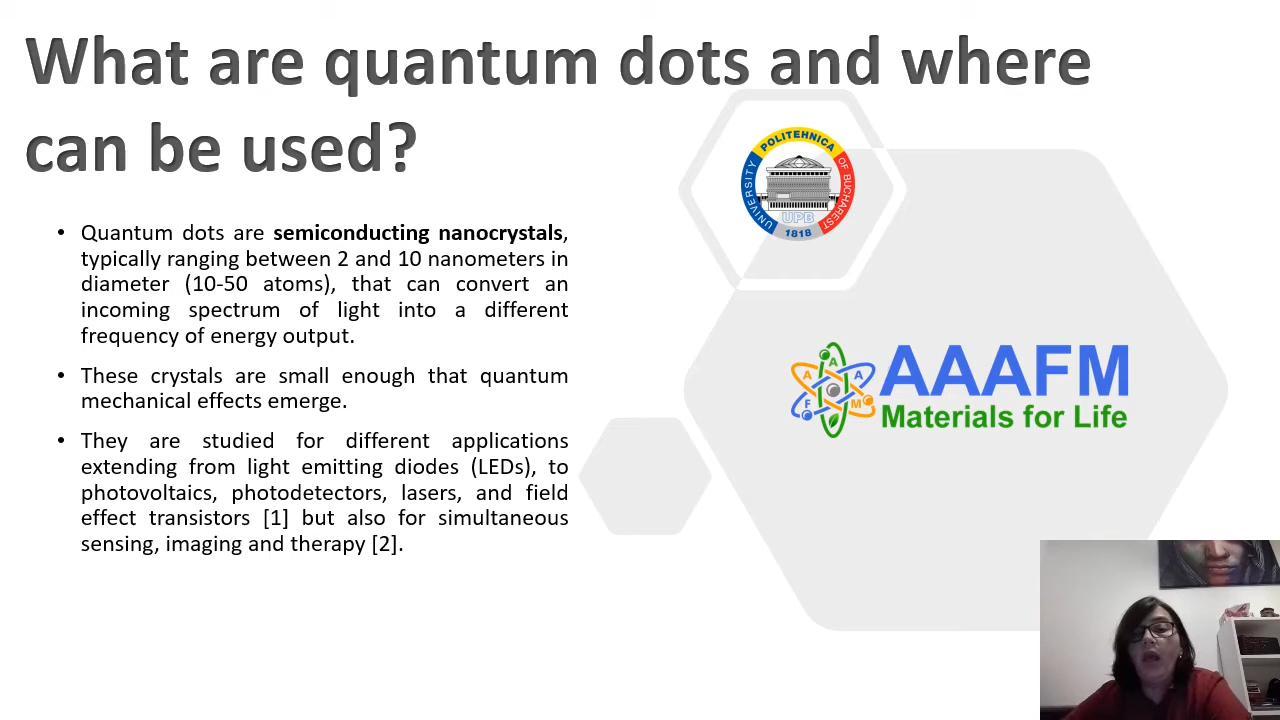 What are quantum dots and where
can be used?
• Quantum dots are semiconducting nanocrystals,
typically ranging between 2 and 10 nanometers in
diameter (10-50 atoms), that can convert an
incoming spectrum of light into a different
frequency of energy output.
• These crystals are small enough that quantum
mechanical effects emerge.
• They are studied for different applications
extending from light emitting diodes (LEDs), to
photovoltaics, photodetectors, lasers, and field
effect transistors [1] but also for simultaneous
sensing, imaging and therapy [2].
UNIVERSITY POLITEHNICA OF BUCHAREST
UPB
1818
A
A A
F M
AAAFM
Materials for Life